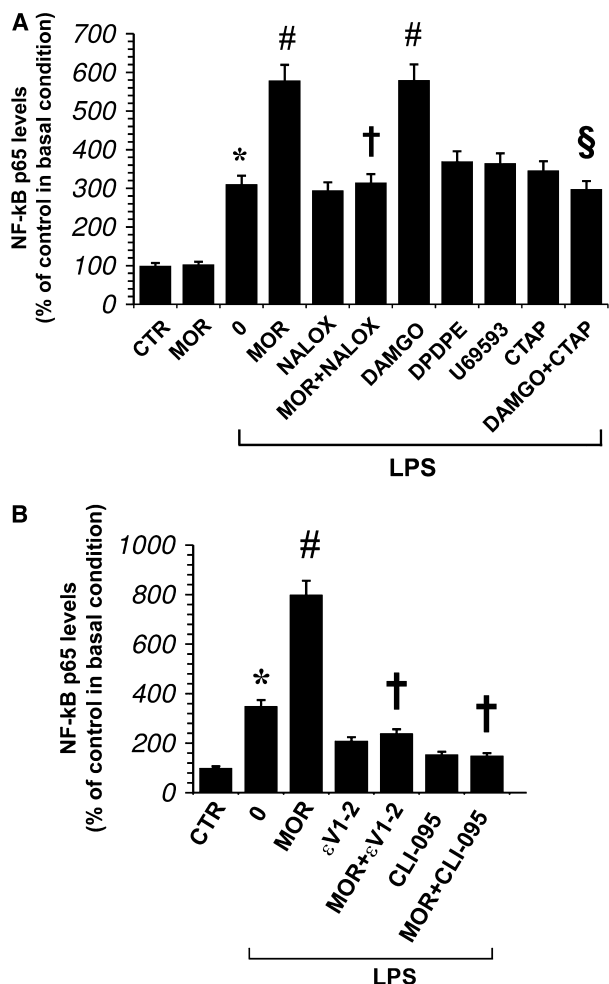 A
NF-kB p65 levels
(% of control in basal condition)
700
600
500
400
300
200
100
0
*
#
†
#
§
CTR
MOR
0
MOR
NALOX
MOR+NALOX
DAMGO
DPDPE
U69593
CTAP
DAMGO+CTAP
LPS
B
NF-kB p65 levels
(% of control in basal condition)
1000
800
600
400
200
0
*
#
†
†
CTR
0
MOR
εV1-2
MOR+εV1-2
CLI-095
MOR+CLI-095
LPS